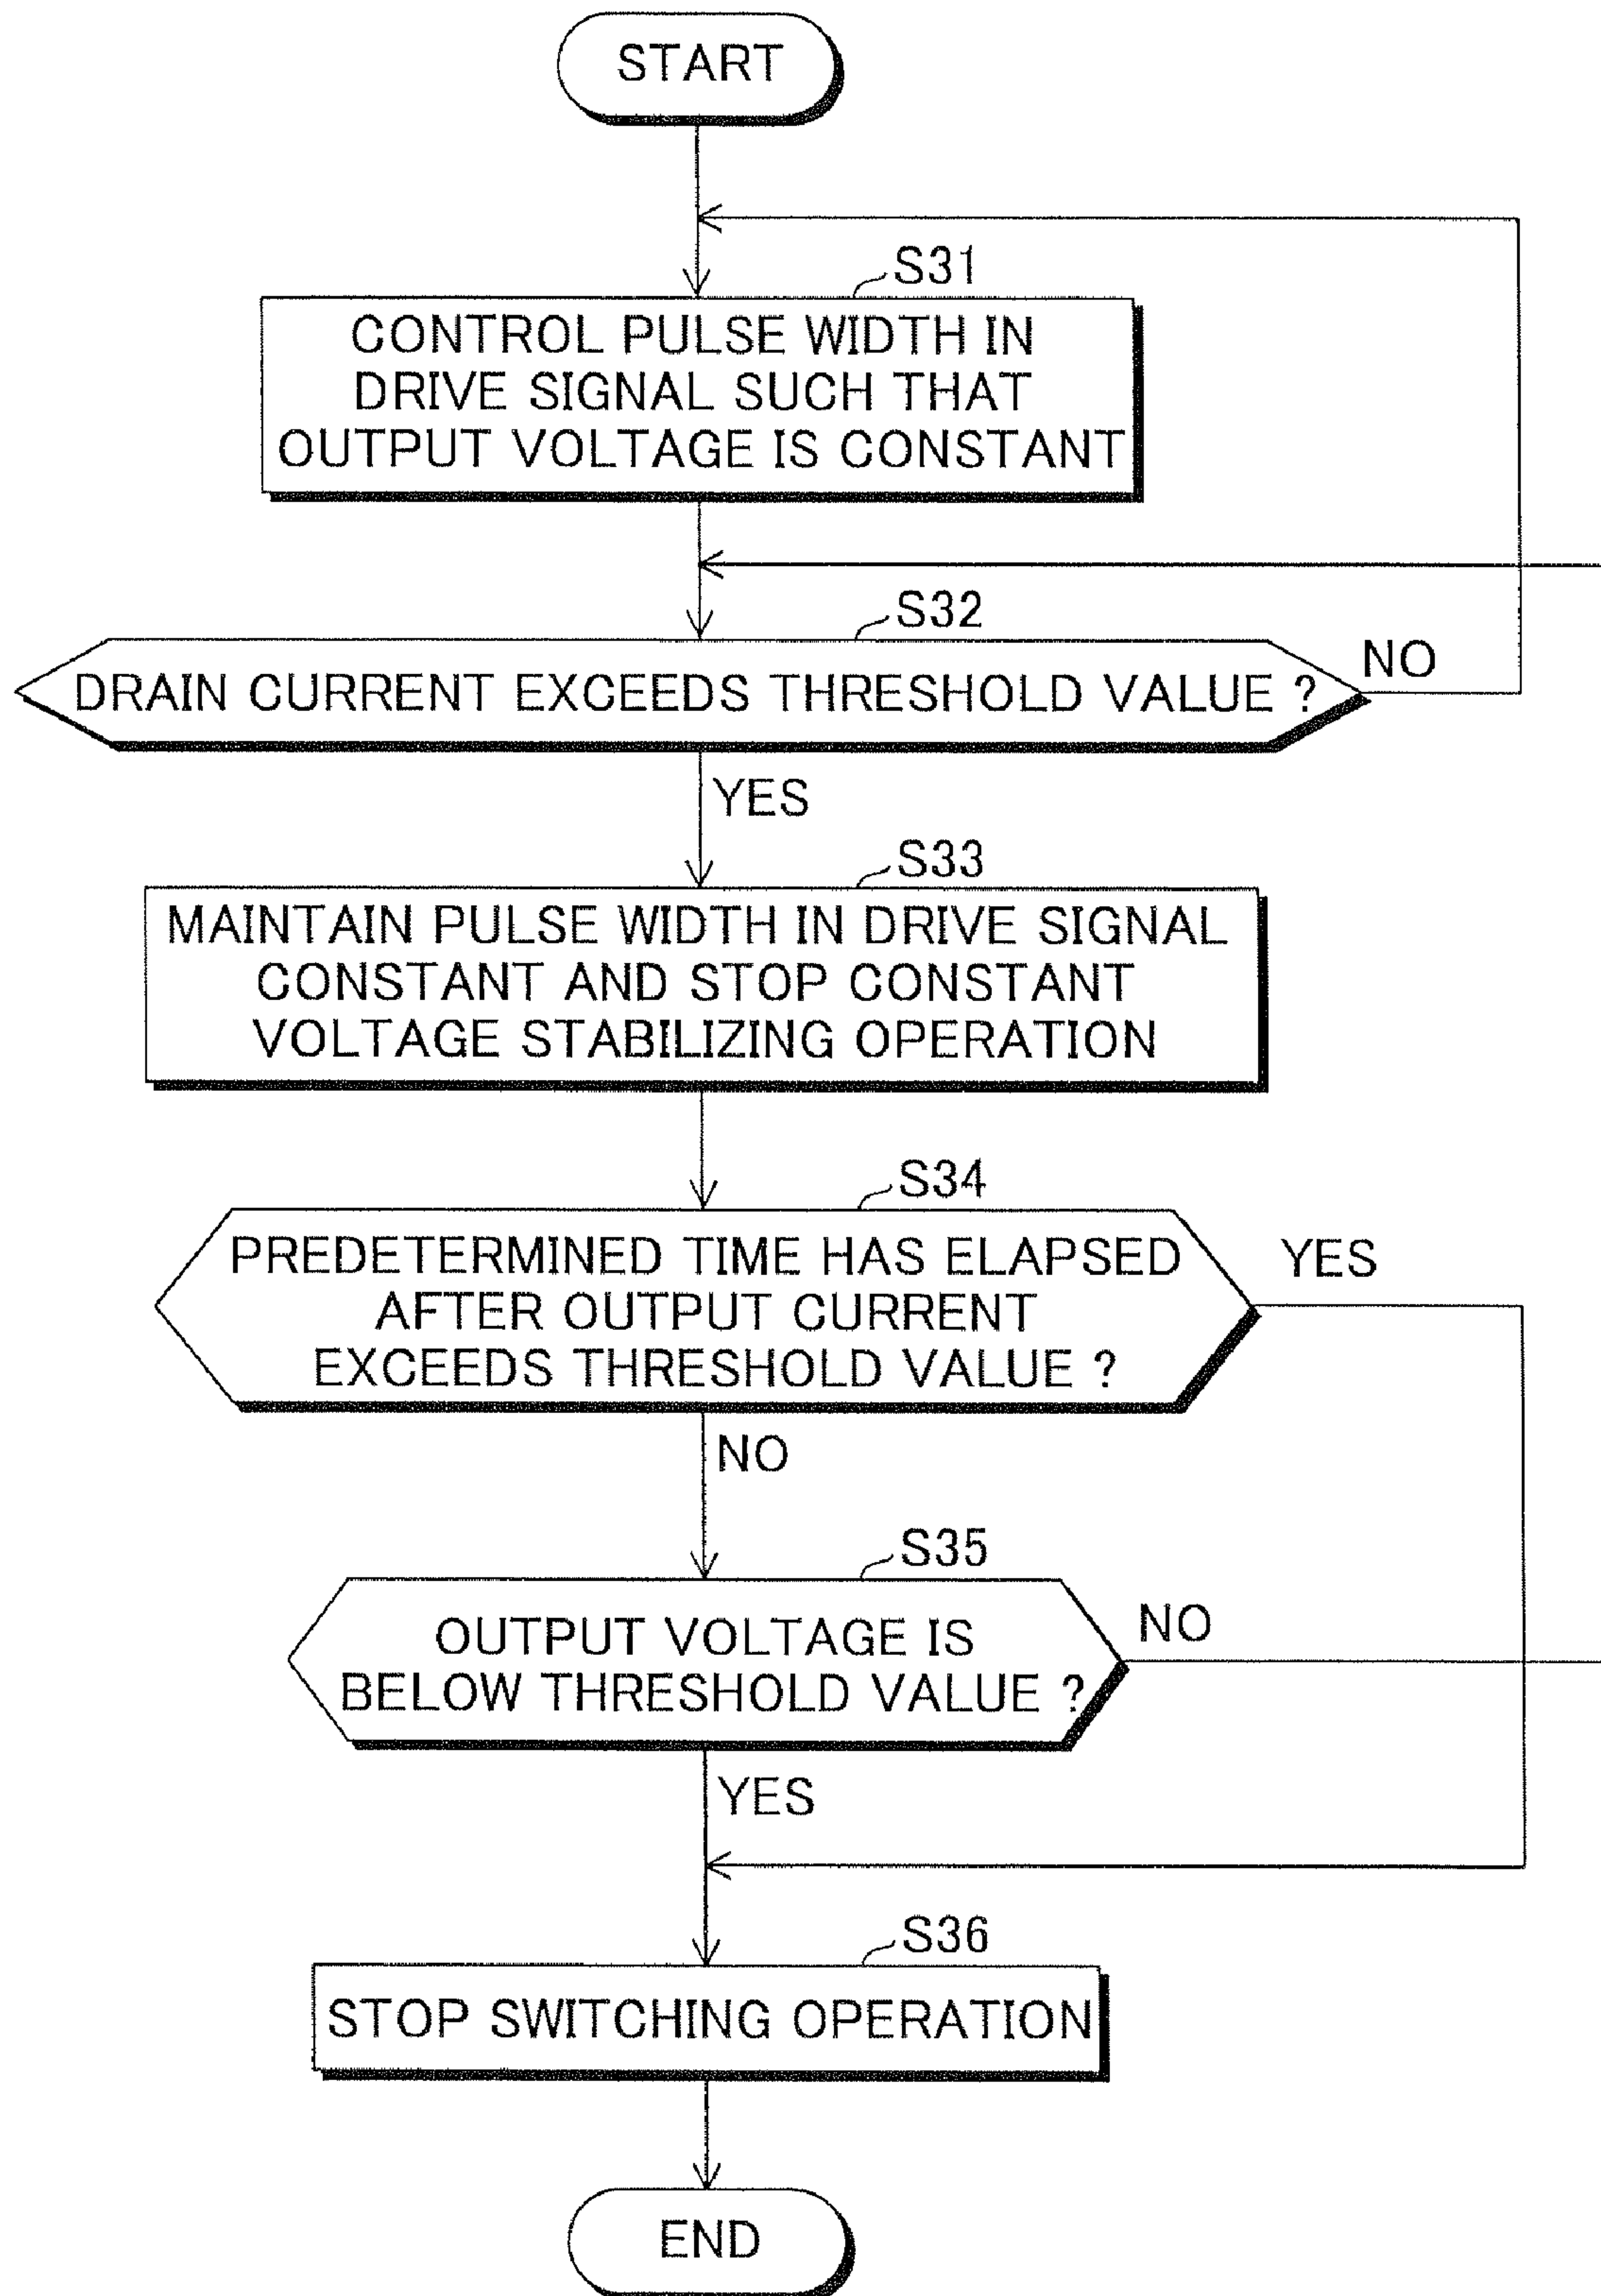 START
S31
CONTROL PULSE WIDTH IN
DRIVE SIGNAL SUCH THAT
OUTPUT VOLTAGE IS CONSTANT
S32
DRAIN CURRENT EXCEEDS THRESHOLD VALUE ?
NO
YES
S33
MAINTAIN PULSE WIDTH IN DRIVE SIGNAL
CONSTANT AND STOP CONSTANT
VOLTAGE STABILIZING OPERATION
S34
PREDETERMINED TIME HAS ELAPSED
AFTER OUTPUT CURRENT
EXCEEDS THRESHOLD VALUE ?
YES
NO
S35
OUTPUT VOLTAGE IS
BELOW THRESHOLD VALUE ?
NO
YES
S36
STOP SWITCHING OPERATION
END